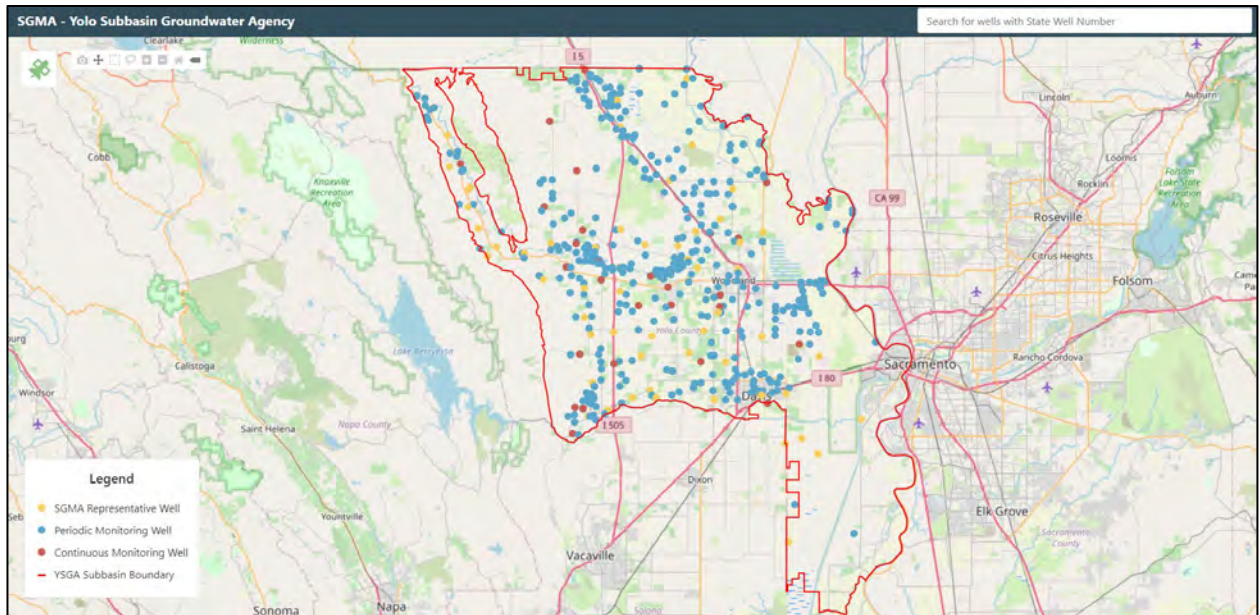 SGMA - Yolo Subbasin Groundwater Agency
Search for wells with State Well Number
Clearlake
Wilderness
I 5
Auburn
Lincoln
Cobb
Knoxville
Recreation
Area
Loomis
Rocklin
Folsom
Lake State
Recreation
Area
CA 99
Roseville
Citrus Heights
Folsom
Yolo County
Lake Berryessa
Calistoga
Windsor
Sacramento
Rancho Cordova
I 80
I 505
Napa County
Saint Helena
Dixon
Elk Grove
Sacramento
County
Yountville
Vacaville
Solano
Sonoma
Napa
Legend
SGMA Representative Well
Periodic Monitoring Well
Continuous Monitoring Well
YSGA Subbasin Boundary